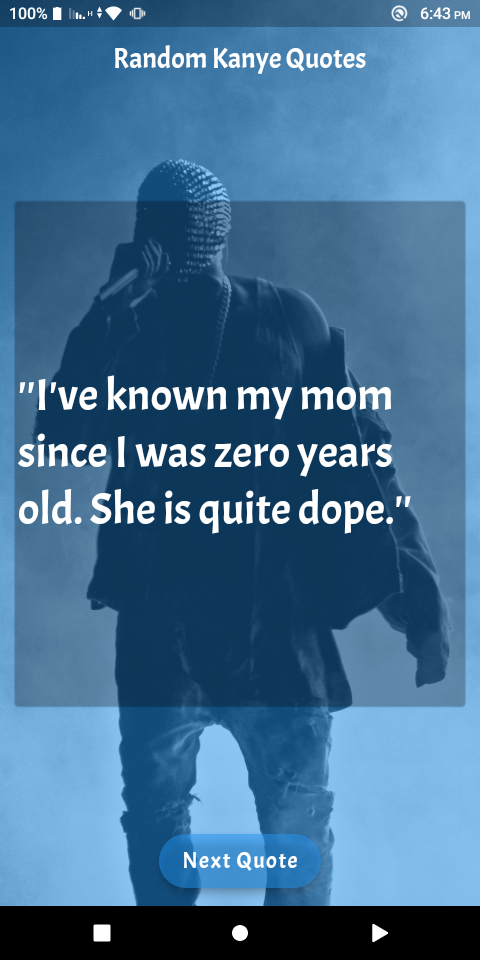 100% H 6:43 PM
Random Kanye Quotes
"I've known my mom
since I was zero years
old. She is quite dope."
Next Quote